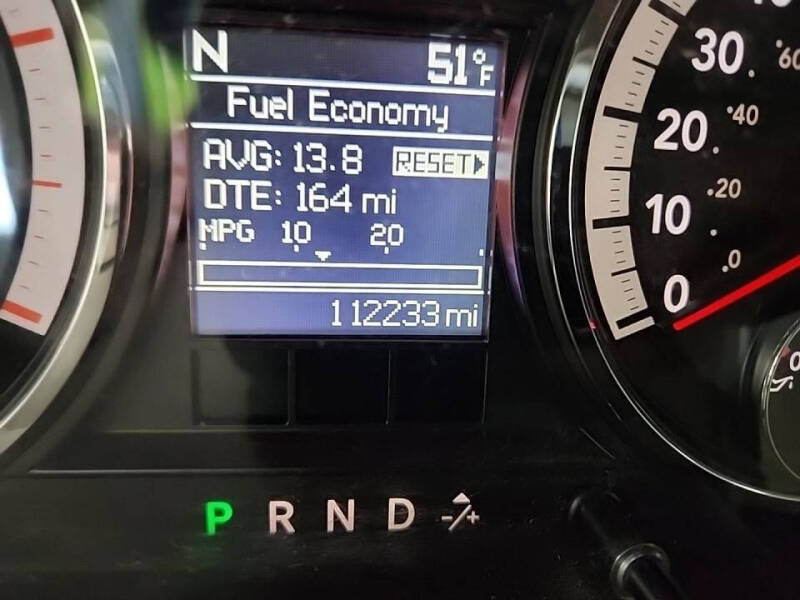 N 51°F
Fuel Economy
AVG: 13.8 RESET
DTE: 164 mi
MPG 10 20
112233 mi
P R N D -/+
30
20
10
0
60
40
20
0